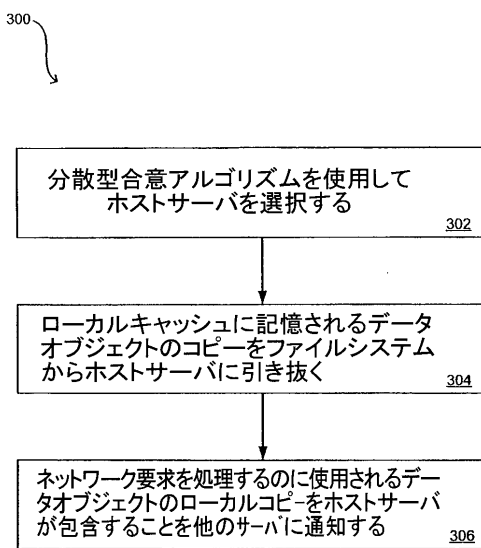 300
分散型合意アルゴリズムを使用して
ホストサーバを選択する
302
ローカルキャッシュに記憶されるデータ
オブジェクトのコピーをファイルシステム
からホストサーバに引き抜く
304
ネットワーク要求を処理するのに使用されるデー
タオブジェクトのローカルコピーをホストサーバ
が包含することを他のサーバに通知する
306